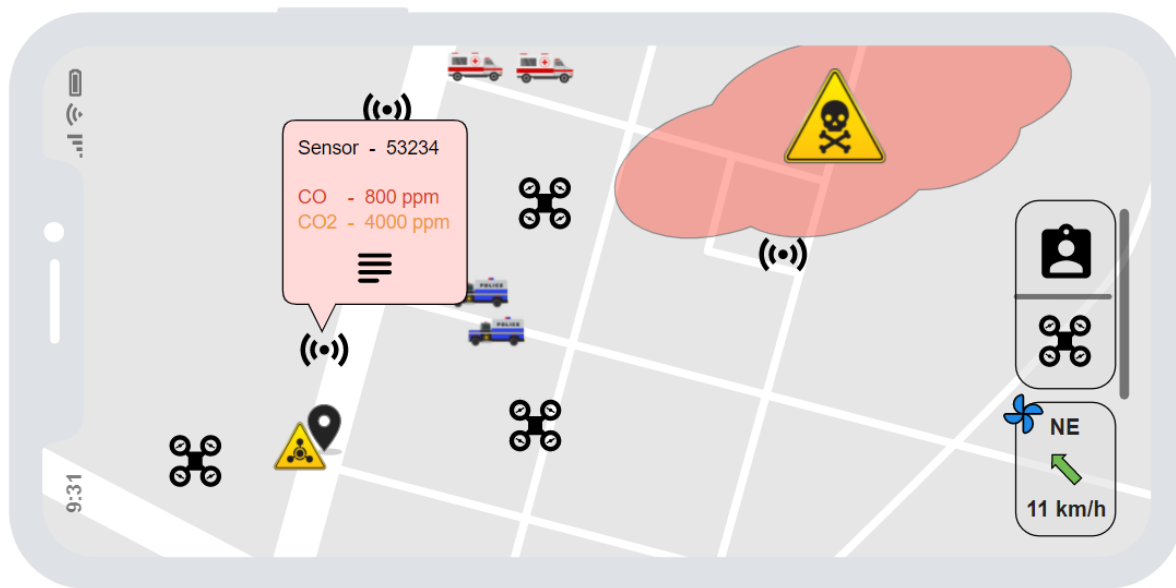 Sensor - 53234
CO - 800 ppm
CO2 - 4000 ppm
POLICE
POLICE
NE
11 km/h
9:31